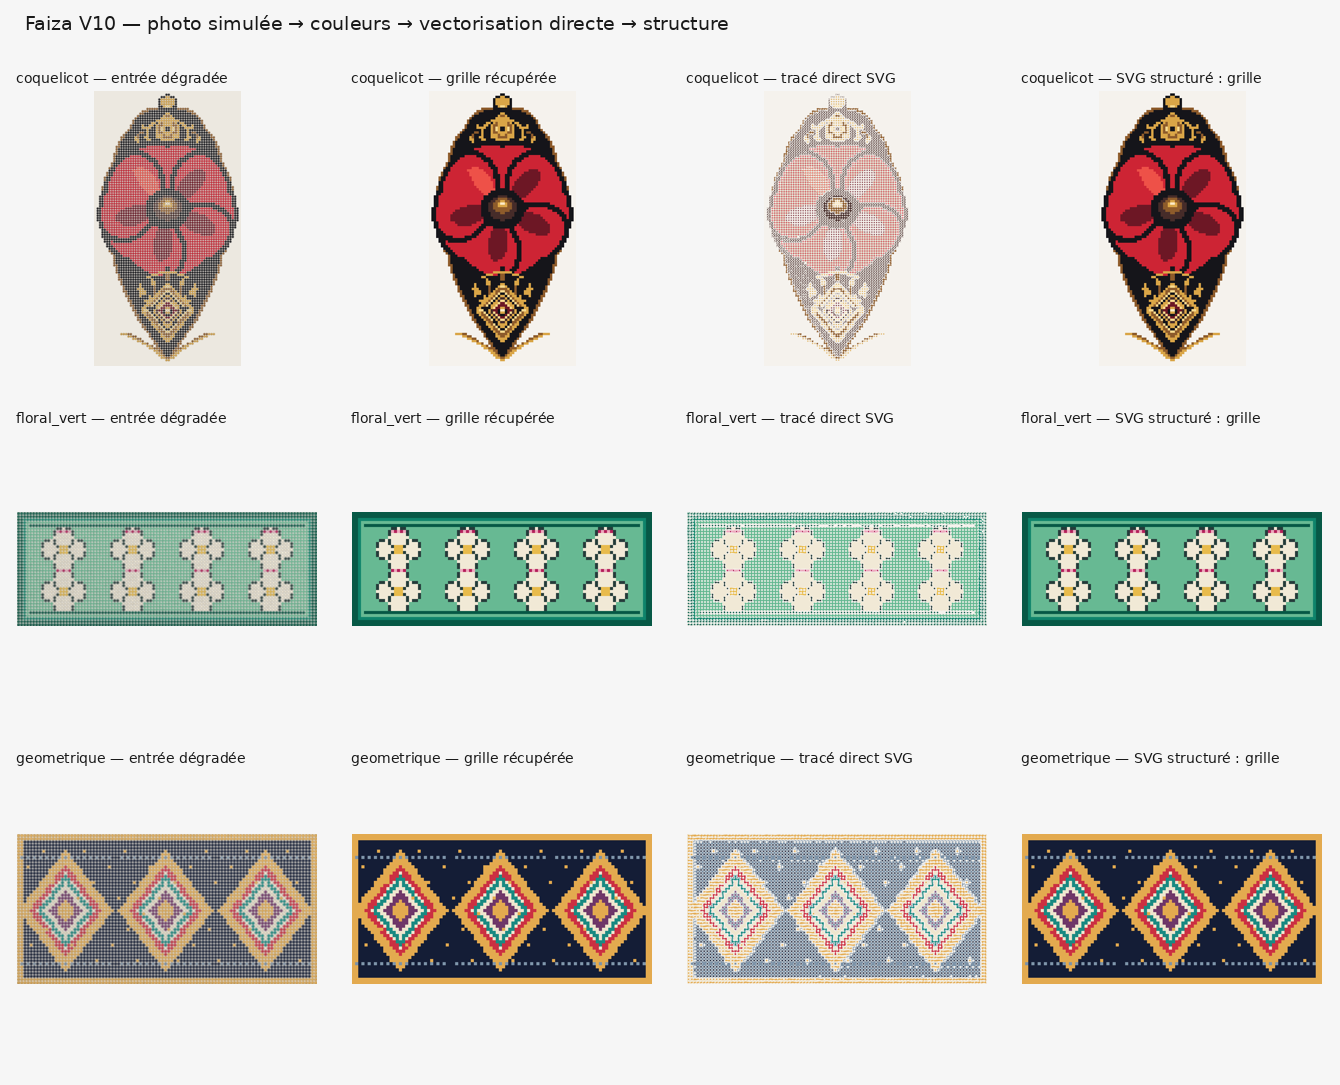 Faiza V10 — photo simulée → couleurs → vectorisation directe → structure
coquelicot — entrée dégradée
coquelicot — grille récupérée
coquelicot — tracé direct SVG
coquelicot — SVG structuré : grille
floral_vert — entrée dégradée
floral_vert — grille récupérée
floral_vert — tracé direct SVG
floral_vert — SVG structuré : grille
geometrique — entrée dégradée
geometrique — grille récupérée
geometrique — tracé direct SVG
geometrique — SVG structuré : grille